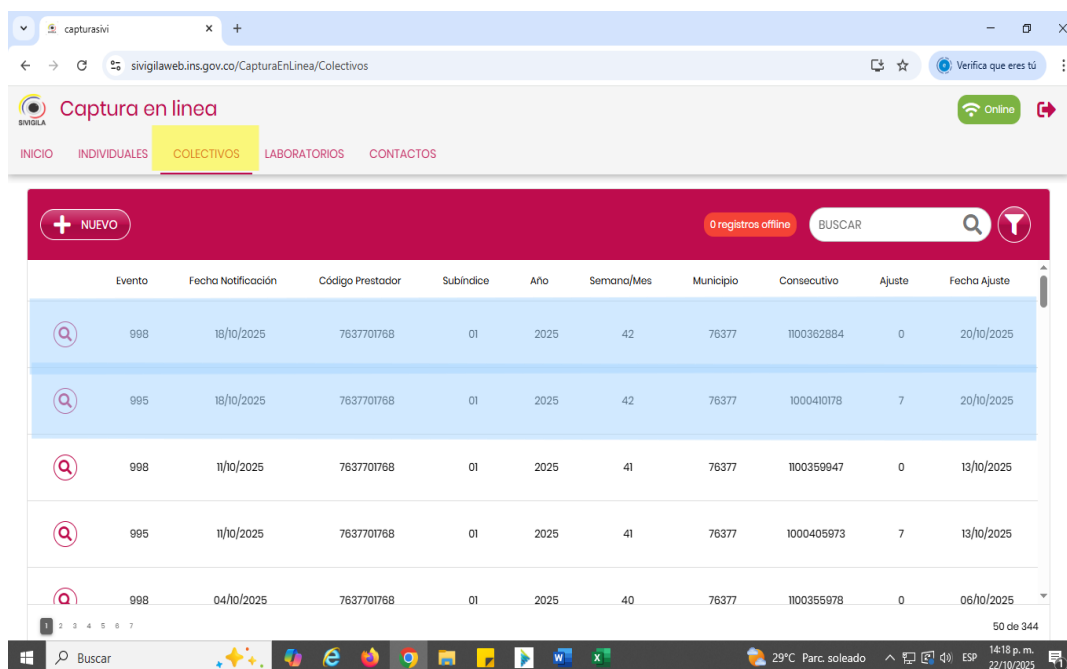 capturasivi
sivigilaweb.ins.gov.co/CapturaEnLinea/Colectivos
Verifica que eres tú
SIVIGILA
Captura en linea
Online
INICIO INDIVIDUALES COLECTIVOS LABORATORIOS CONTACTOS
NUEVO 0 registros offline BUSCAR
Evento Fecha Notificación Código Prestador Subíndice Año Semana/Mes Municipio Consecutivo Ajuste Fecha Ajuste
998 18/10/2025 7637701768 01 2025 42 76377 1100362884 0 20/10/2025
995 18/10/2025 7637701768 01 2025 42 76377 1000410178 7 20/10/2025
998 11/10/2025 7637701768 01 2025 41 76377 1100359947 0 13/10/2025
995 11/10/2025 7637701768 01 2025 41 76377 1000405973 7 13/10/2025
998 04/10/2025 7637701768 01 2025 40 76377 1100355978 0 06/10/2025
1 2 3 4 5 6 7 50 de 344
Buscar 29°C Parc. soleado ESP 14:18 p. m.
22/10/2025